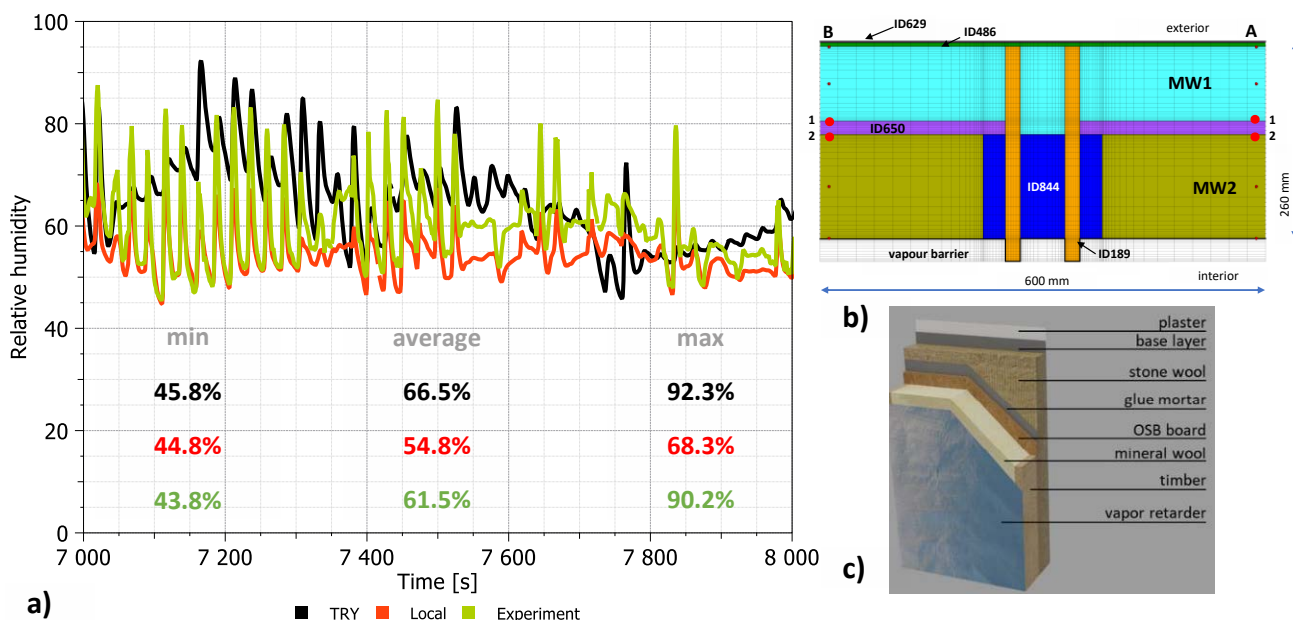 Relative humidity
100
80
60
40
20
0
min average max
45.8% 66.5% 92.3%
44.8% 54.8% 68.3%
43.8% 61.5% 90.2%
7 000 7 200 7 400 7 600 7 800 8 000
Time [s]
a)
TRY Local Experiment
B ID629 exterior A
ID486
MW1
1 ID650 1
2 2
ID844 MW2
260 mm
vapour barrier ID189
interior
600 mm
b)
plaster
base layer
stone wool
glue mortar
OSB board
mineral wool
timber
vapor retarder
c)